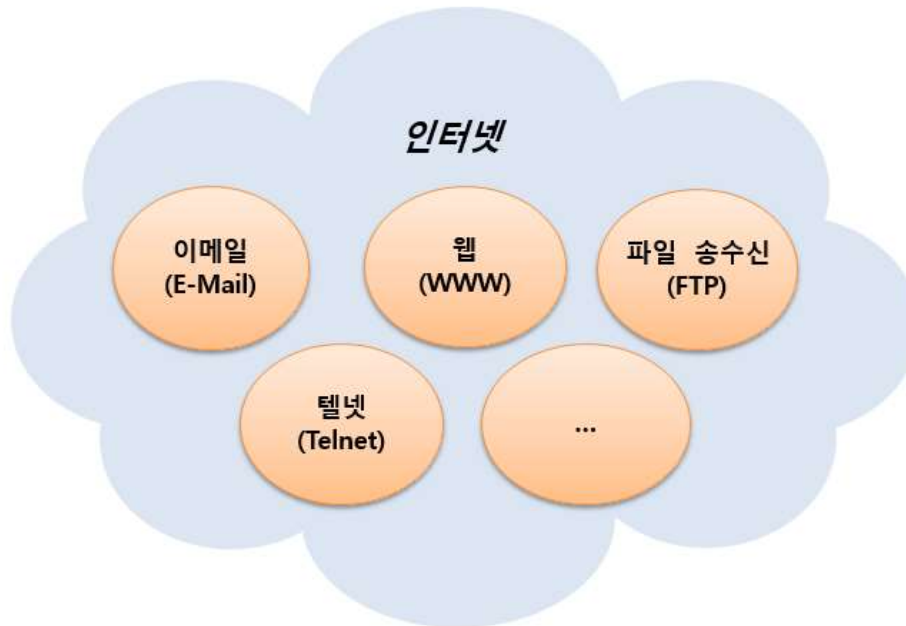 인터넷
이메일
(E-Mail)
웹
(WWW)
파일 송수신
(FTP)
텔넷
(Telnet)
...